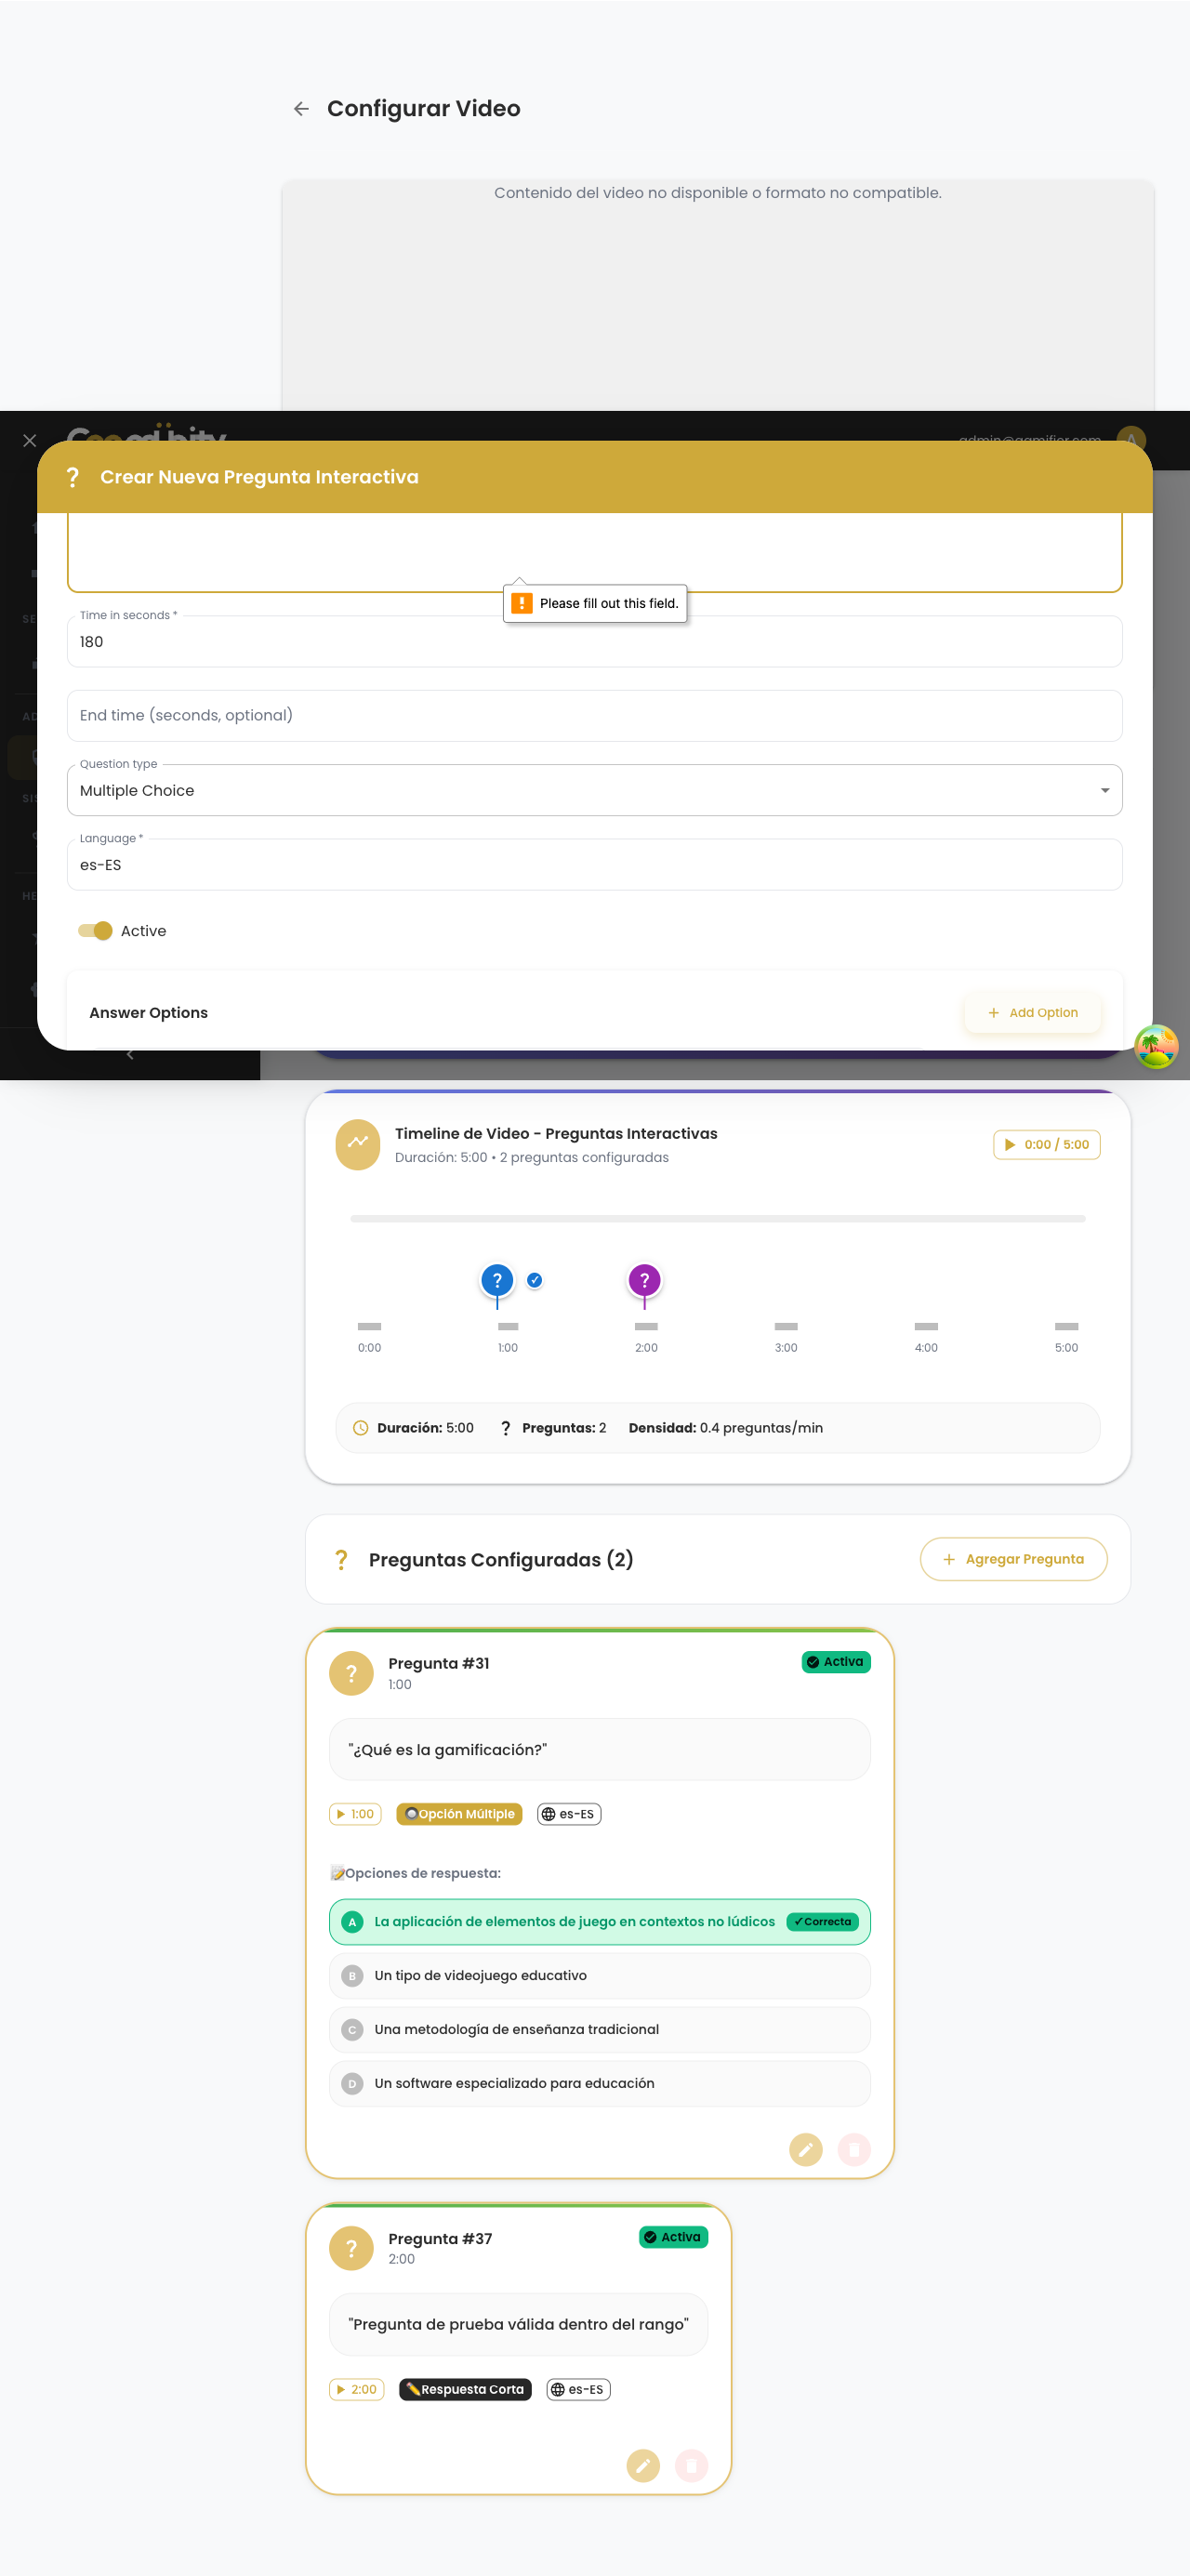 Configurar Video
Contenido del video no disponible o formato no compatible.
Crear Nueva Pregunta Interactiva
Please fill out this field.
Time in seconds *
180
End time (seconds, optional)
Question type
Multiple Choice
Language *
es-ES
Active
Answer Options
+ Add Option
Timeline de Video - Preguntas Interactivas
Duración: 5:00 • 2 preguntas configuradas
0:00 / 5:00
0:00
1:00
2:00
3:00
4:00
5:00
Duración: 5:00
Preguntas: 2
Densidad: 0.4 preguntas/min
Preguntas Configuradas (2)
+ Agregar Pregunta
Pregunta #31
1:00
Activa
"¿Qué es la gamificación?"
1:00
Opción Múltiple
es-ES
Opciones de respuesta:
A La aplicación de elementos de juego en contextos no lúdicos
✓Correcta
B Un tipo de videojuego educativo
C Una metodología de enseñanza tradicional
D Un software especializado para educación
Pregunta #37
2:00
Activa
"Pregunta de prueba válida dentro del rango"
2:00
Respuesta Corta
es-ES